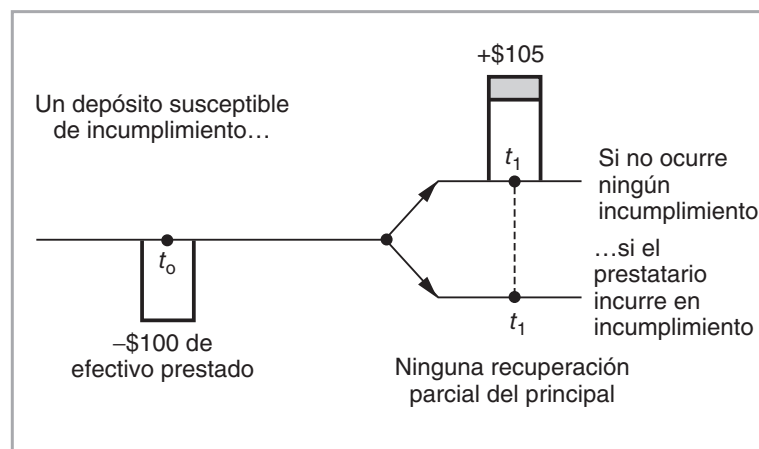 +$105
Un depósito susceptible
de incumplimiento…
t1
Si no ocurre
ningún
incumplimiento
to
…si el
prestatario
incurre en
incumplimiento
t1
–$100 de
efectivo prestado
Ninguna recuperación
parcial del principal